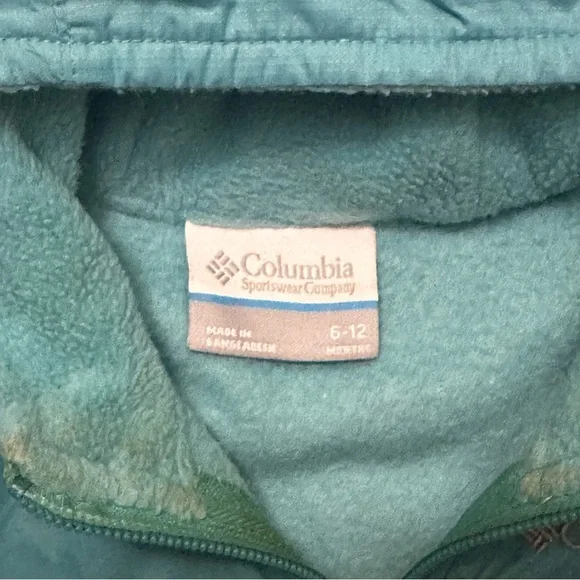 Columbia
Sportswear Company
MADE IN
BANGLADESH
6-12
MONTHS